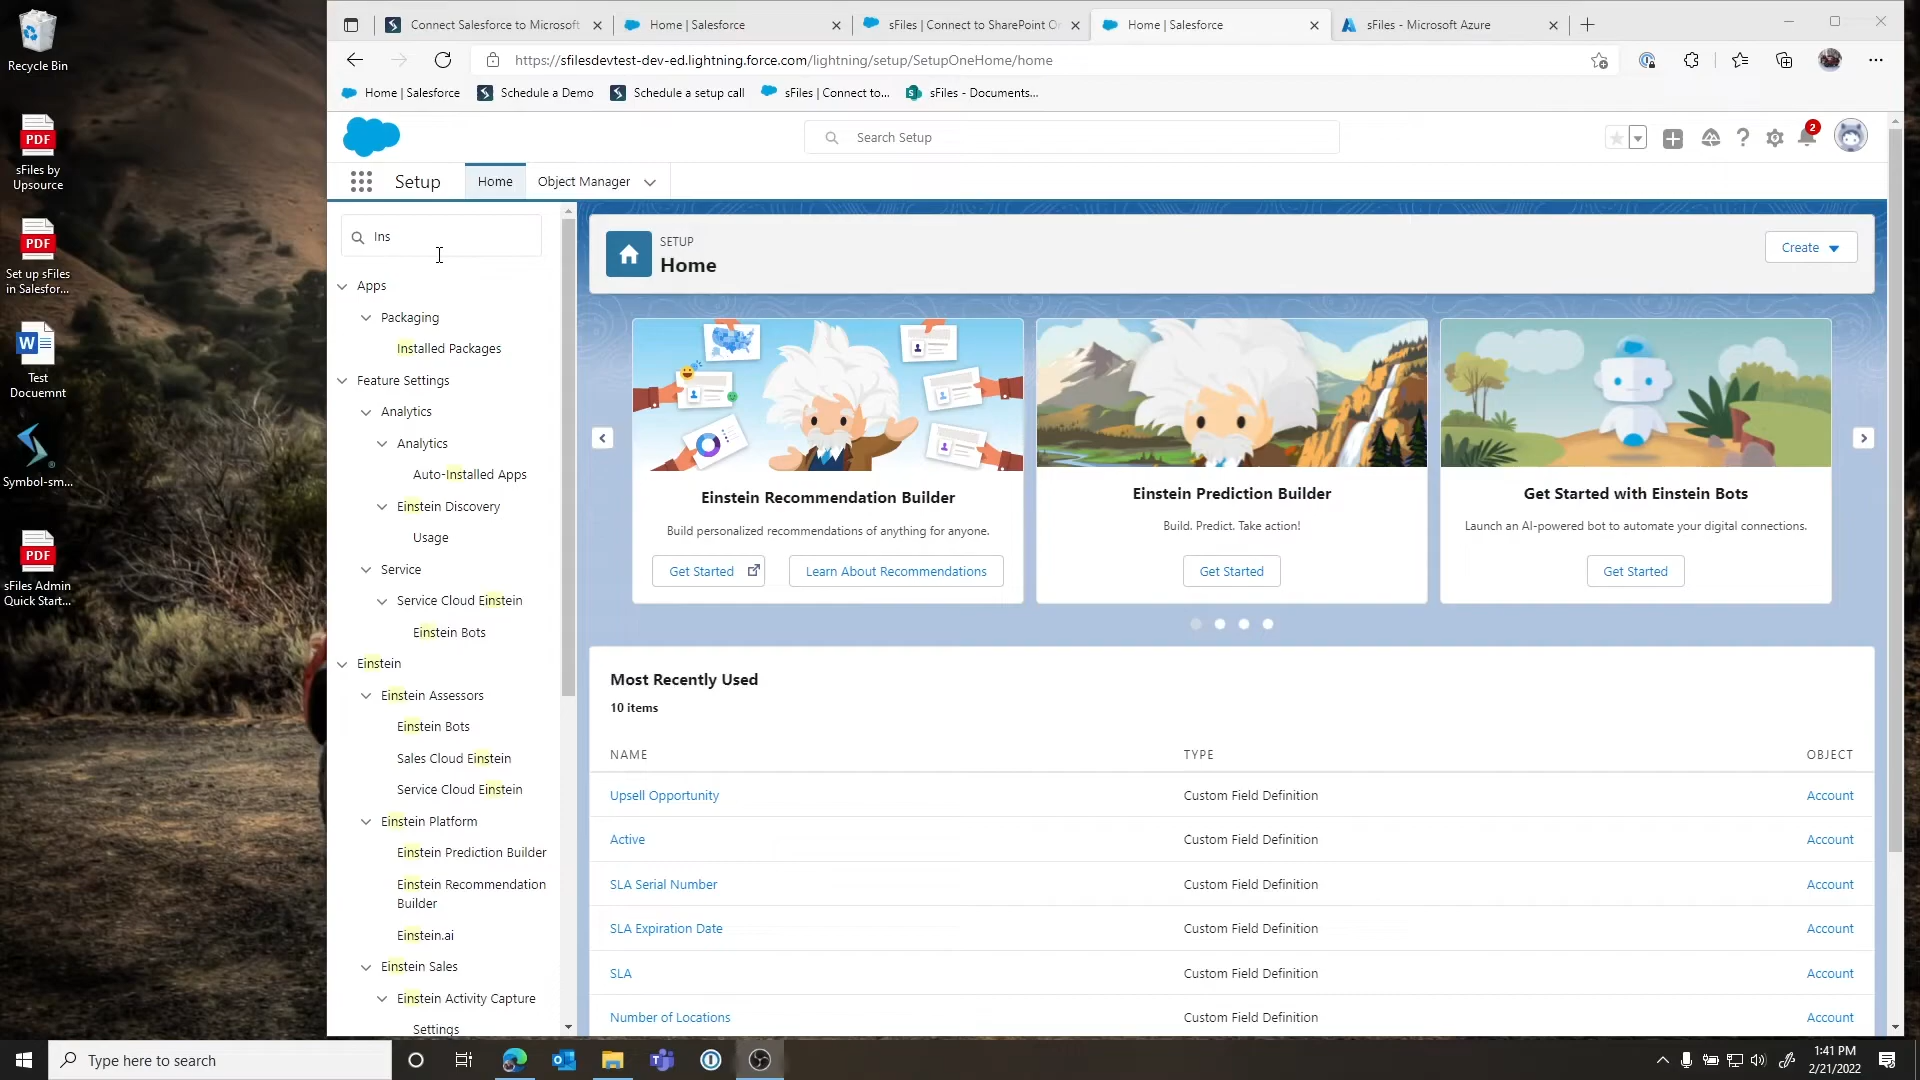 Recycle Bin
sFiles by
Upsource
Set up sFiles
in Salesfor...
Test
Docuemnt
Symbol-sm...
sFiles Admin
Quick Start...
PDF
PDF
PDF
Connect Salesforce to Microsoft
Home | Salesforce
sFiles | Connect to SharePoint O
Home | Salesforce
sFiles - Microsoft Azure
https://sfilesdevtest-dev-ed.lightning.force.com/lightning/setup/SetupOneHome/home
Home | Salesforce
Schedule a Demo
Schedule a setup call
sFiles | Connect to...
sFiles - Documents...
Search Setup
2
Setup
Home
Object Manager
Ins
Apps
Packaging
Installed Packages
Feature Settings
Analytics
Analytics
Auto-Installed Apps
Einstein Discovery
Usage
Service
Service Cloud Einstein
Einstein Bots
Einstein
Einstein Assessors
Einstein Bots
Sales Cloud Einstein
Service Cloud Einstein
Einstein Platform
Einstein Prediction Builder
Einstein Recommendation
Builder
Einstein.ai
Einstein Sales
Einstein Activity Capture
Settings
SETUP
Home
Create
Einstein Recommendation Builder
Build personalized recommendations of anything for anyone.
Get Started
Learn About Recommendations
Einstein Prediction Builder
Build. Predict. Take action!
Get Started
Get Started with Einstein Bots
Launch an AI-powered bot to automate your digital connections.
Get Started
Most Recently Used
10 items
NAME TYPE OBJECT
Upsell Opportunity Custom Field Definition Account
Active Custom Field Definition Account
SLA Serial Number Custom Field Definition Account
SLA Expiration Date Custom Field Definition Account
SLA Custom Field Definition Account
Number of Locations Custom Field Definition Account
Type here to search
1:41 PM
2/21/2022